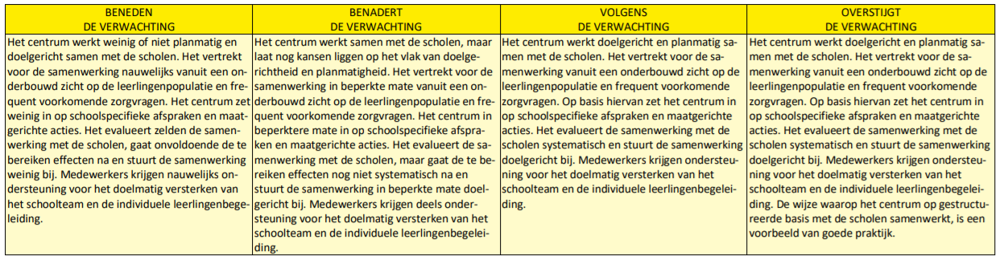 BENEDEN
DE VERWACHTING
Het centrum werkt weinig of niet planmatig en
doelgericht samen met de scholen. Het vertrekt
voor de samenwerking nauwelijks vanuit een on-
derbouwd zicht op de leerlingenpopulatie en fre-
quent voorkomende zorgvragen. Het centrum zet
weinig in op schoolspecifieke afspraken en maat-
gerichte acties. Het evalueert zelden de samen-
werking met de scholen, gaat onvoldoende de te
bereiken effecten na en stuurt de samenwerking
weinig bij. Medewerkers krijgen nauwelijks on-
dersteuning voor het doelmatig versterken van
het schoolteam en de individuele leerlingenbege-
leiding.
BENADERT
DE VERWACHTING
Het centrum werkt samen met de scholen, maar
laat nog kansen liggen op het vlak van doelge-
richtheid en planmatigheid. Het vertrekt voor de
samenwerking in beperkte mate vanuit een on-
derbouwd zicht op de leerlingenpopulatie en fre-
quent voorkomende zorgvragen. Het centrum in
beperktere mate in op schoolspecifieke afspra-
ken en maatgerichte acties. Het evalueert de sa-
menwerking met de scholen, maar gaat de te be-
reiken effecten nog niet systematisch na en
stuurt de samenwerking in beperkte mate doel-
gericht bij. Medewerkers krijgen deels onder-
steuning voor het doelmatig versterken van het
schoolteam en de individuele leerlingenbegelei-
ding.
VOLGENS
DE VERWACHTING
Het centrum werkt doelgericht en planmatig sa-
men met de scholen. Het vertrekt voor de sa-
menwerking vanuit een onderbouwd zicht op de
leerlingenpopulatie en frequent voorkomende
zorgvragen. Op basis hiervan zet het centrum in
op schoolspecifieke afspraken en maatgerichte
acties. Het evalueert de samenwerking met de
scholen systematisch en stuurt de samenwerking
doelgericht bij. Medewerkers krijgen ondersteu-
ning voor het doelmatig versterken van het
schoolteam en de individuele leerlingenbegelei-
ding.
OVERSTIJGT
DE VERWACHTING
Het centrum werkt doelgericht en planmatig sa-
men met de scholen. Het vertrekt voor de sa-
menwerking vanuit een onderbouwd zicht op de
leerlingenpopulatie en frequent voorkomende
zorgvragen. Op basis hiervan zet het centrum in
op schoolspecifieke afspraken en maatgerichte
acties. Het evalueert de samenwerking met de
scholen systematisch en stuurt de samenwerking
doelgericht bij. Medewerkers krijgen ondersteu-
ning voor het doelmatig versterken van het
schoolteam en de individuele leerlingenbegelei-
ding. De wijze waarop het centrum op gestructu-
reerde basis met de scholen samenwerkt, is een
voorbeeld van goede praktijk.